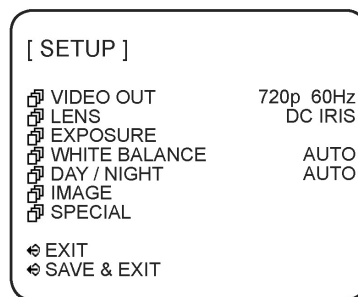 [ SETUP ]
VIDEO OUT 720p 60Hz
LENS DC IRIS
EXPOSURE
WHITE BALANCE AUTO
DAY / NIGHT AUTO
IMAGE
SPECIAL
EXIT
SAVE & EXIT